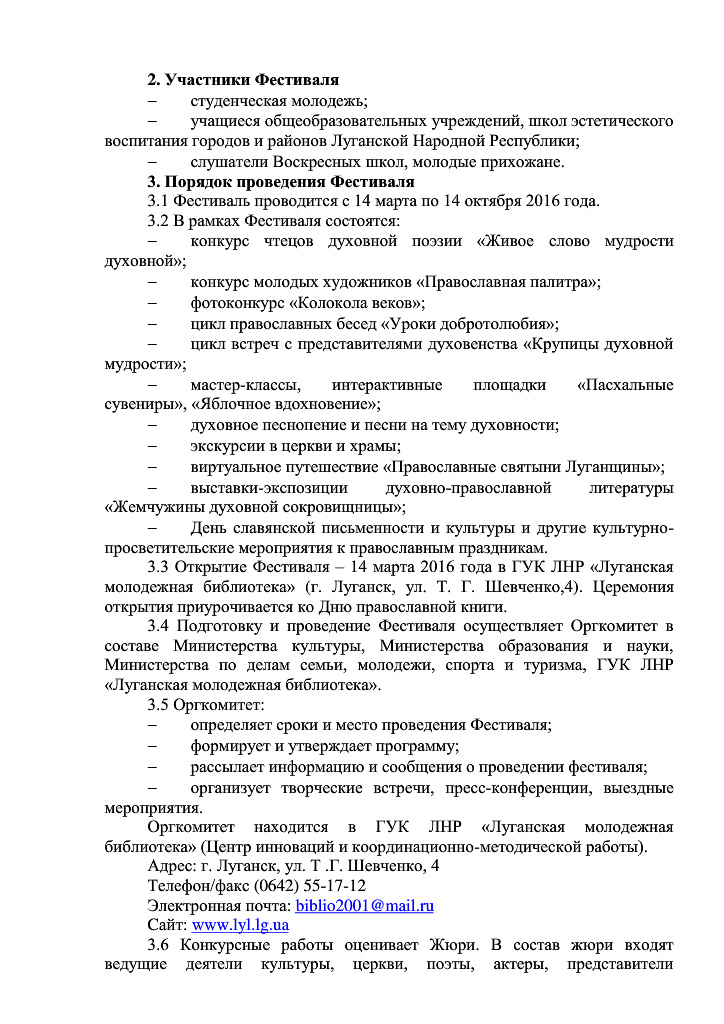 2. Участники Фестиваля
– студенческая молодежь;
– учащиеся общеобразовательных учреждений, школ эстетического
воспитания городов и районов Луганской Народной Республики;
– слушатели Воскресных школ, молодые прихожане.
3. Порядок проведения Фестиваля
3.1 Фестиваль проводится с 14 марта по 14 октября 2016 года.
3.2 В рамках Фестиваля состоятся:
– конкурс чтецов духовной поэзии «Живое слово мудрости
духовной»;
– конкурс молодых художников «Православная палитра»;
– фотоконкурс «Колокола веков»;
– цикл православных бесед «Уроки добротолюбия»;
– цикл встреч с представителями духовенства «Крупицы духовной
мудрости»;
– мастер-классы, интерактивные площадки «Пасхальные
сувениры», «Яблочное вдохновение»;
– духовное песнопение и песни на тему духовности;
– экскурсии в церкви и храмы;
– виртуальное путешествие «Православные святыни Луганщины»;
– выставки-экспозиции духовно-православной литературы
«Жемчужины духовной сокровищницы»;
– День славянской письменности и культуры и другие культурно-
просветительские мероприятия к православным праздникам.
3.3 Открытие Фестиваля – 14 марта 2016 года в ГУК ЛНР «Луганская
молодежная библиотека» (г. Луганск, ул. Т. Г. Шевченко,4). Церемония
открытия приурочивается ко Дню православной книги.
3.4 Подготовку и проведение Фестиваля осуществляет Оргкомитет в
составе Министерства культуры, Министерства образования и науки,
Министерства по делам семьи, молодежи, спорта и туризма, ГУК ЛНР
«Луганская молодежная библиотека».
3.5 Оргкомитет:
– определяет сроки и место проведения Фестиваля;
– формирует и утверждает программу;
– рассылает информацию и сообщения о проведении фестиваля;
– организует творческие встречи, пресс-конференции, выездные
мероприятия.
Оргкомитет находится в ГУК ЛНР «Луганская молодежная
библиотека» (Центр инноваций и координационно-методической работы).
Адрес: г. Луганск, ул. Т .Г. Шевченко, 4
Телефон/факс (0642) 55-17-12
Электронная почта: biblio2001@mail.ru
Сайт: www.lyl.lg.ua
3.6 Конкурсные работы оценивает Жюри. В состав жюри входят
ведущие деятели культуры, церкви, поэты, актеры, представители